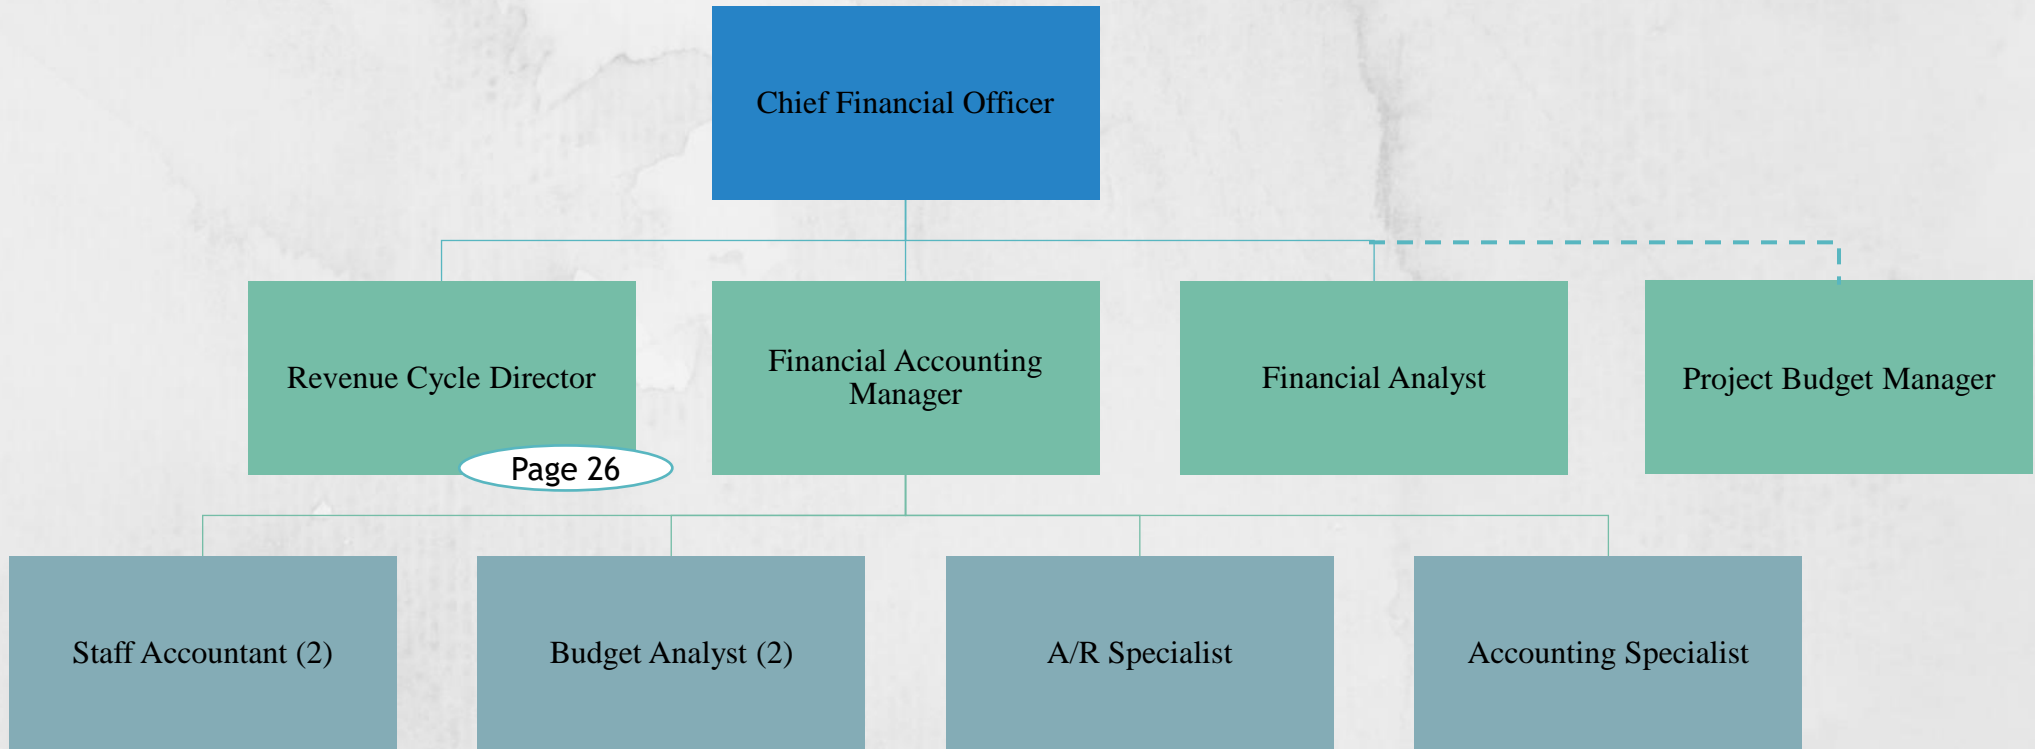 Chief Financial Officer
Revenue Cycle Director
Financial Accounting
Manager
Financial Analyst
Project Budget Manager
Page 26
Staff Accountant (2)
Budget Analyst (2)
A/R Specialist
Accounting Specialist